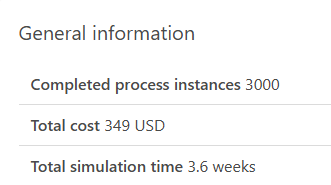 General information
Completed process instances 3000
Total cost 349 USD
Total simulation time 3.6 weeks